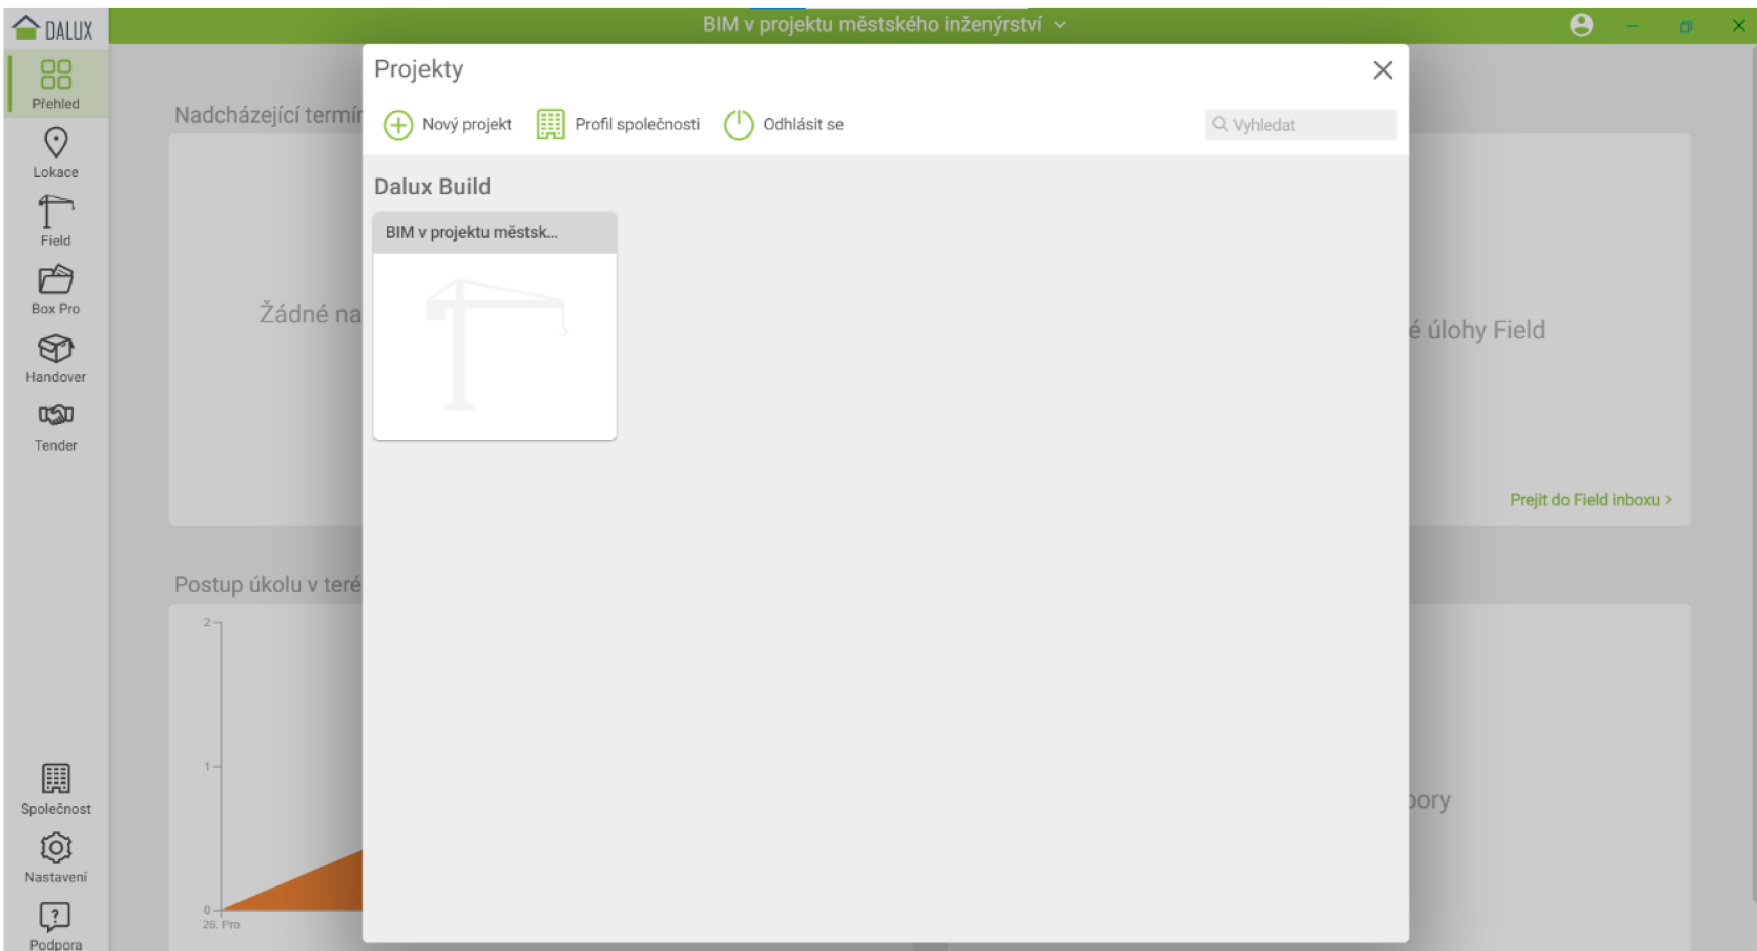 DALUX
BIM v projektu městského inženýrství
Přehled
Lokace
Field
Box Pro
Handover
Tender
Společnost
Nastavení
Podpora
Projekty
Nový projekt
Profil společnosti
Odhlásit se
Vyhledat
Dalux Build
BIM v projektu městsk...
Nadcházející termín
Žádné na
é úlohy Field
Prejit do Field inboxu >
Postup úkolu v teré
2
1
0
26. Pro
bory